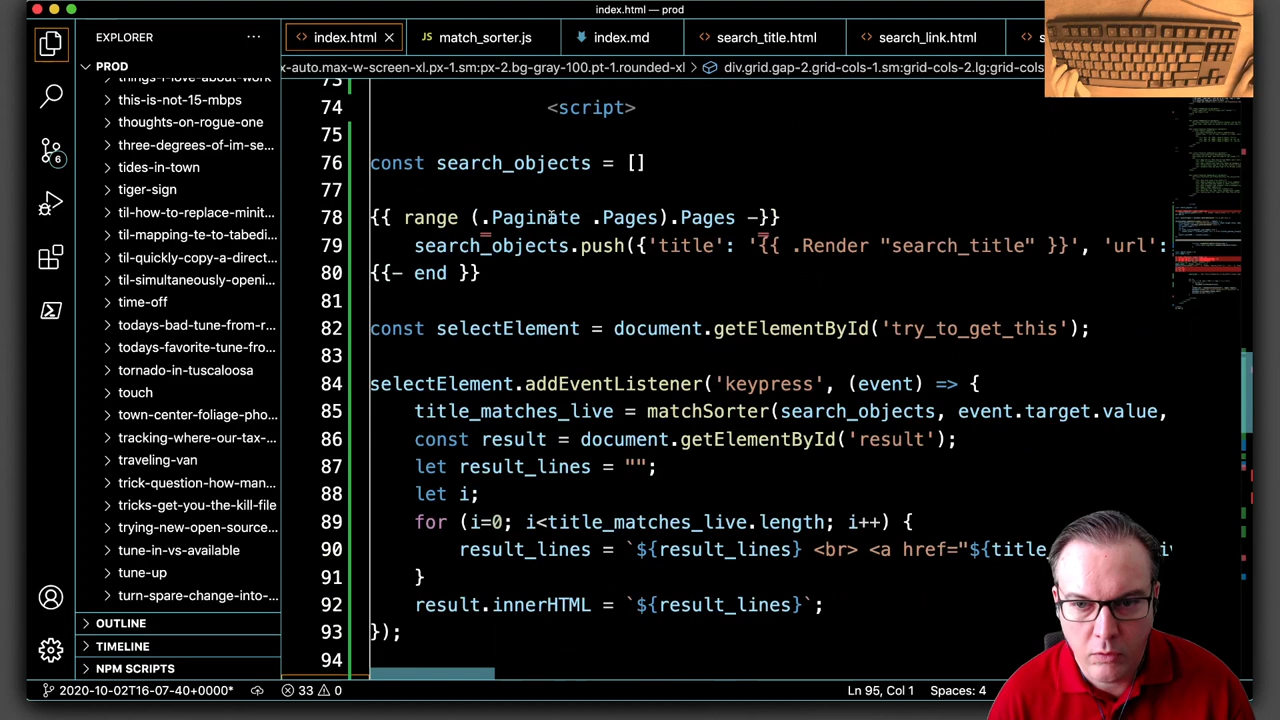 index.html — prod
EXPLORER
PROD
this-is-not-15-mbps
thoughts-on-rogue-one
three-degrees-of-im-se...
tides-in-town
tiger-sign
til-how-to-replace-minit...
til-mapping-te-to-tabedi...
til-quickly-copy-a-direct...
til-simultaneously-openi...
time-off
todays-bad-tune-from-r...
todays-favorite-tune-fro...
tornado-in-tuscaloosa
touch
town-center-foliage-pho...
tracking-where-our-tax-...
traveling-van
trick-question-how-man...
tricks-get-you-the-kill-file
trying-new-open-source...
tune-in-vs-available
tune-up
turn-spare-change-into-...
OUTLINE
TIMELINE
NPM SCRIPTS
index.html
JS match_sorter.js
index.md
search_title.html
search_link.html
x-auto.max-w-screen-xl.px-1.sm:px-2.bg-gray-100.pt-1.rounded-xl > div.grid.gap-2.grid-cols-1.sm:grid-cols-2.lg:grid-cols-
74 <script>
75
76 const search_objects = []
77
78 {{ range (.Paginate .Pages).Pages -}}
79 search_objects.push({'title': '{{ .Render "search_title" }}', 'url':
80 {{- end }}
81
82 const selectElement = document.getElementById('try_to_get_this');
83
84 selectElement.addEventListener('keypress', (event) => {
85 title_matches_live = matchSorter(search_objects, event.target.value,
86 const result = document.getElementById('result');
87 let result_lines = "";
88 let i;
89 for (i=0; i<title_matches_live.length; i++) {
90 result_lines = `${result_lines} <br> <a href="${title_
91 }
92 result.innerHTML = `${result_lines}`;
93 });
94
6
2020-10-02T16-07-40+0000*
33 0
Ln 95, Col 1
Spaces: 4